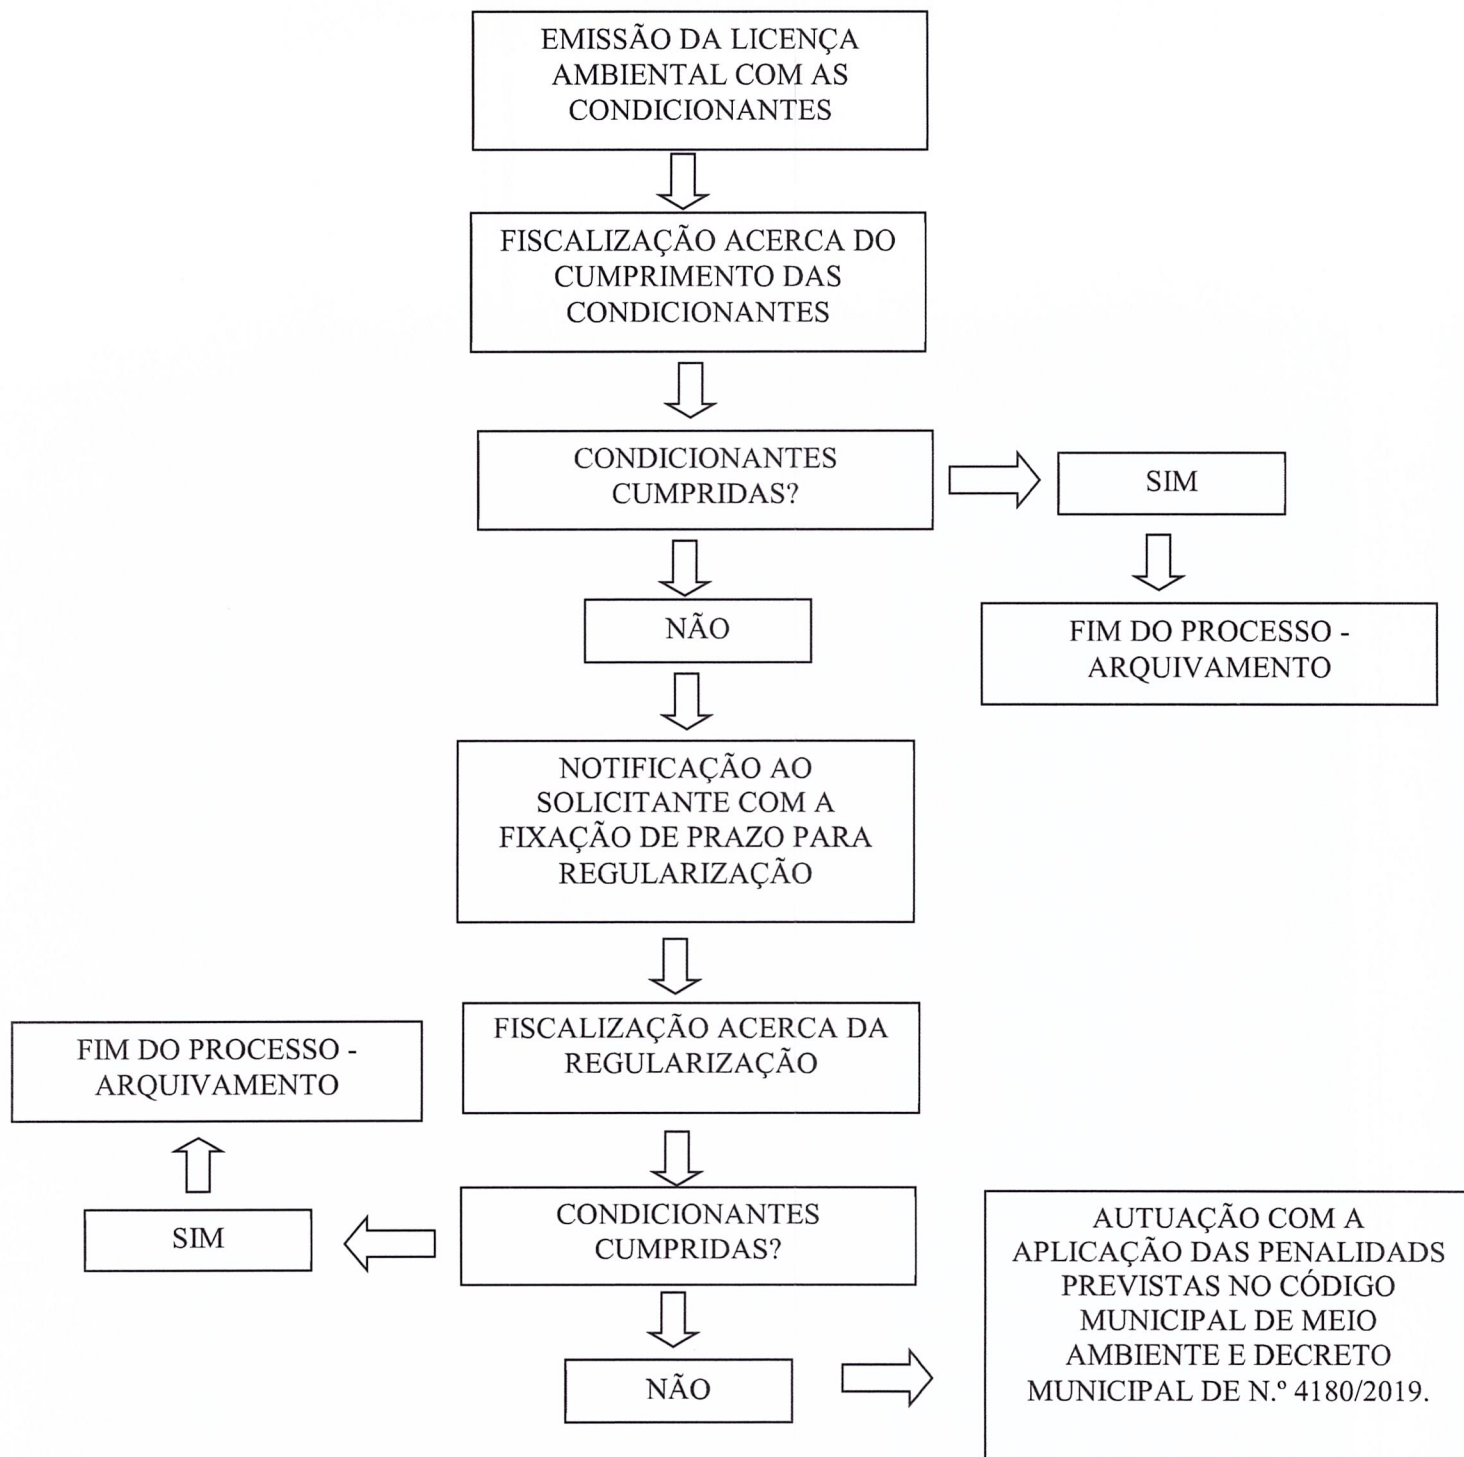 EMISSÃO DA LICENÇA
AMBIENTAL COM AS
CONDICIONANTES
FISCALIZAÇÃO ACERCA DO
CUMPRIMENTO DAS
CONDICIONANTES
CONDICIONANTES
CUMPRIDAS?
SIM
NÃO
FIM DO PROCESSO -
ARQUIVAMENTO
NOTIFICAÇÃO AO
SOLICITANTE COM A
FIXAÇÃO DE PRAZO PARA
REGULARIZAÇÃO
FISCALIZAÇÃO ACERCA DA
REGULARIZAÇÃO
FIM DO PROCESSO -
ARQUIVAMENTO
SIM
CONDICIONANTES
CUMPRIDAS?
NÃO
AUTUAÇÃO COM A
APLICAÇÃO DAS PENALIDADS
PREVISTAS NO CÓDIGO
MUNICIPAL DE MEIO
AMBIENTE E DECRETO
MUNICIPAL DE N.º 4180/2019.